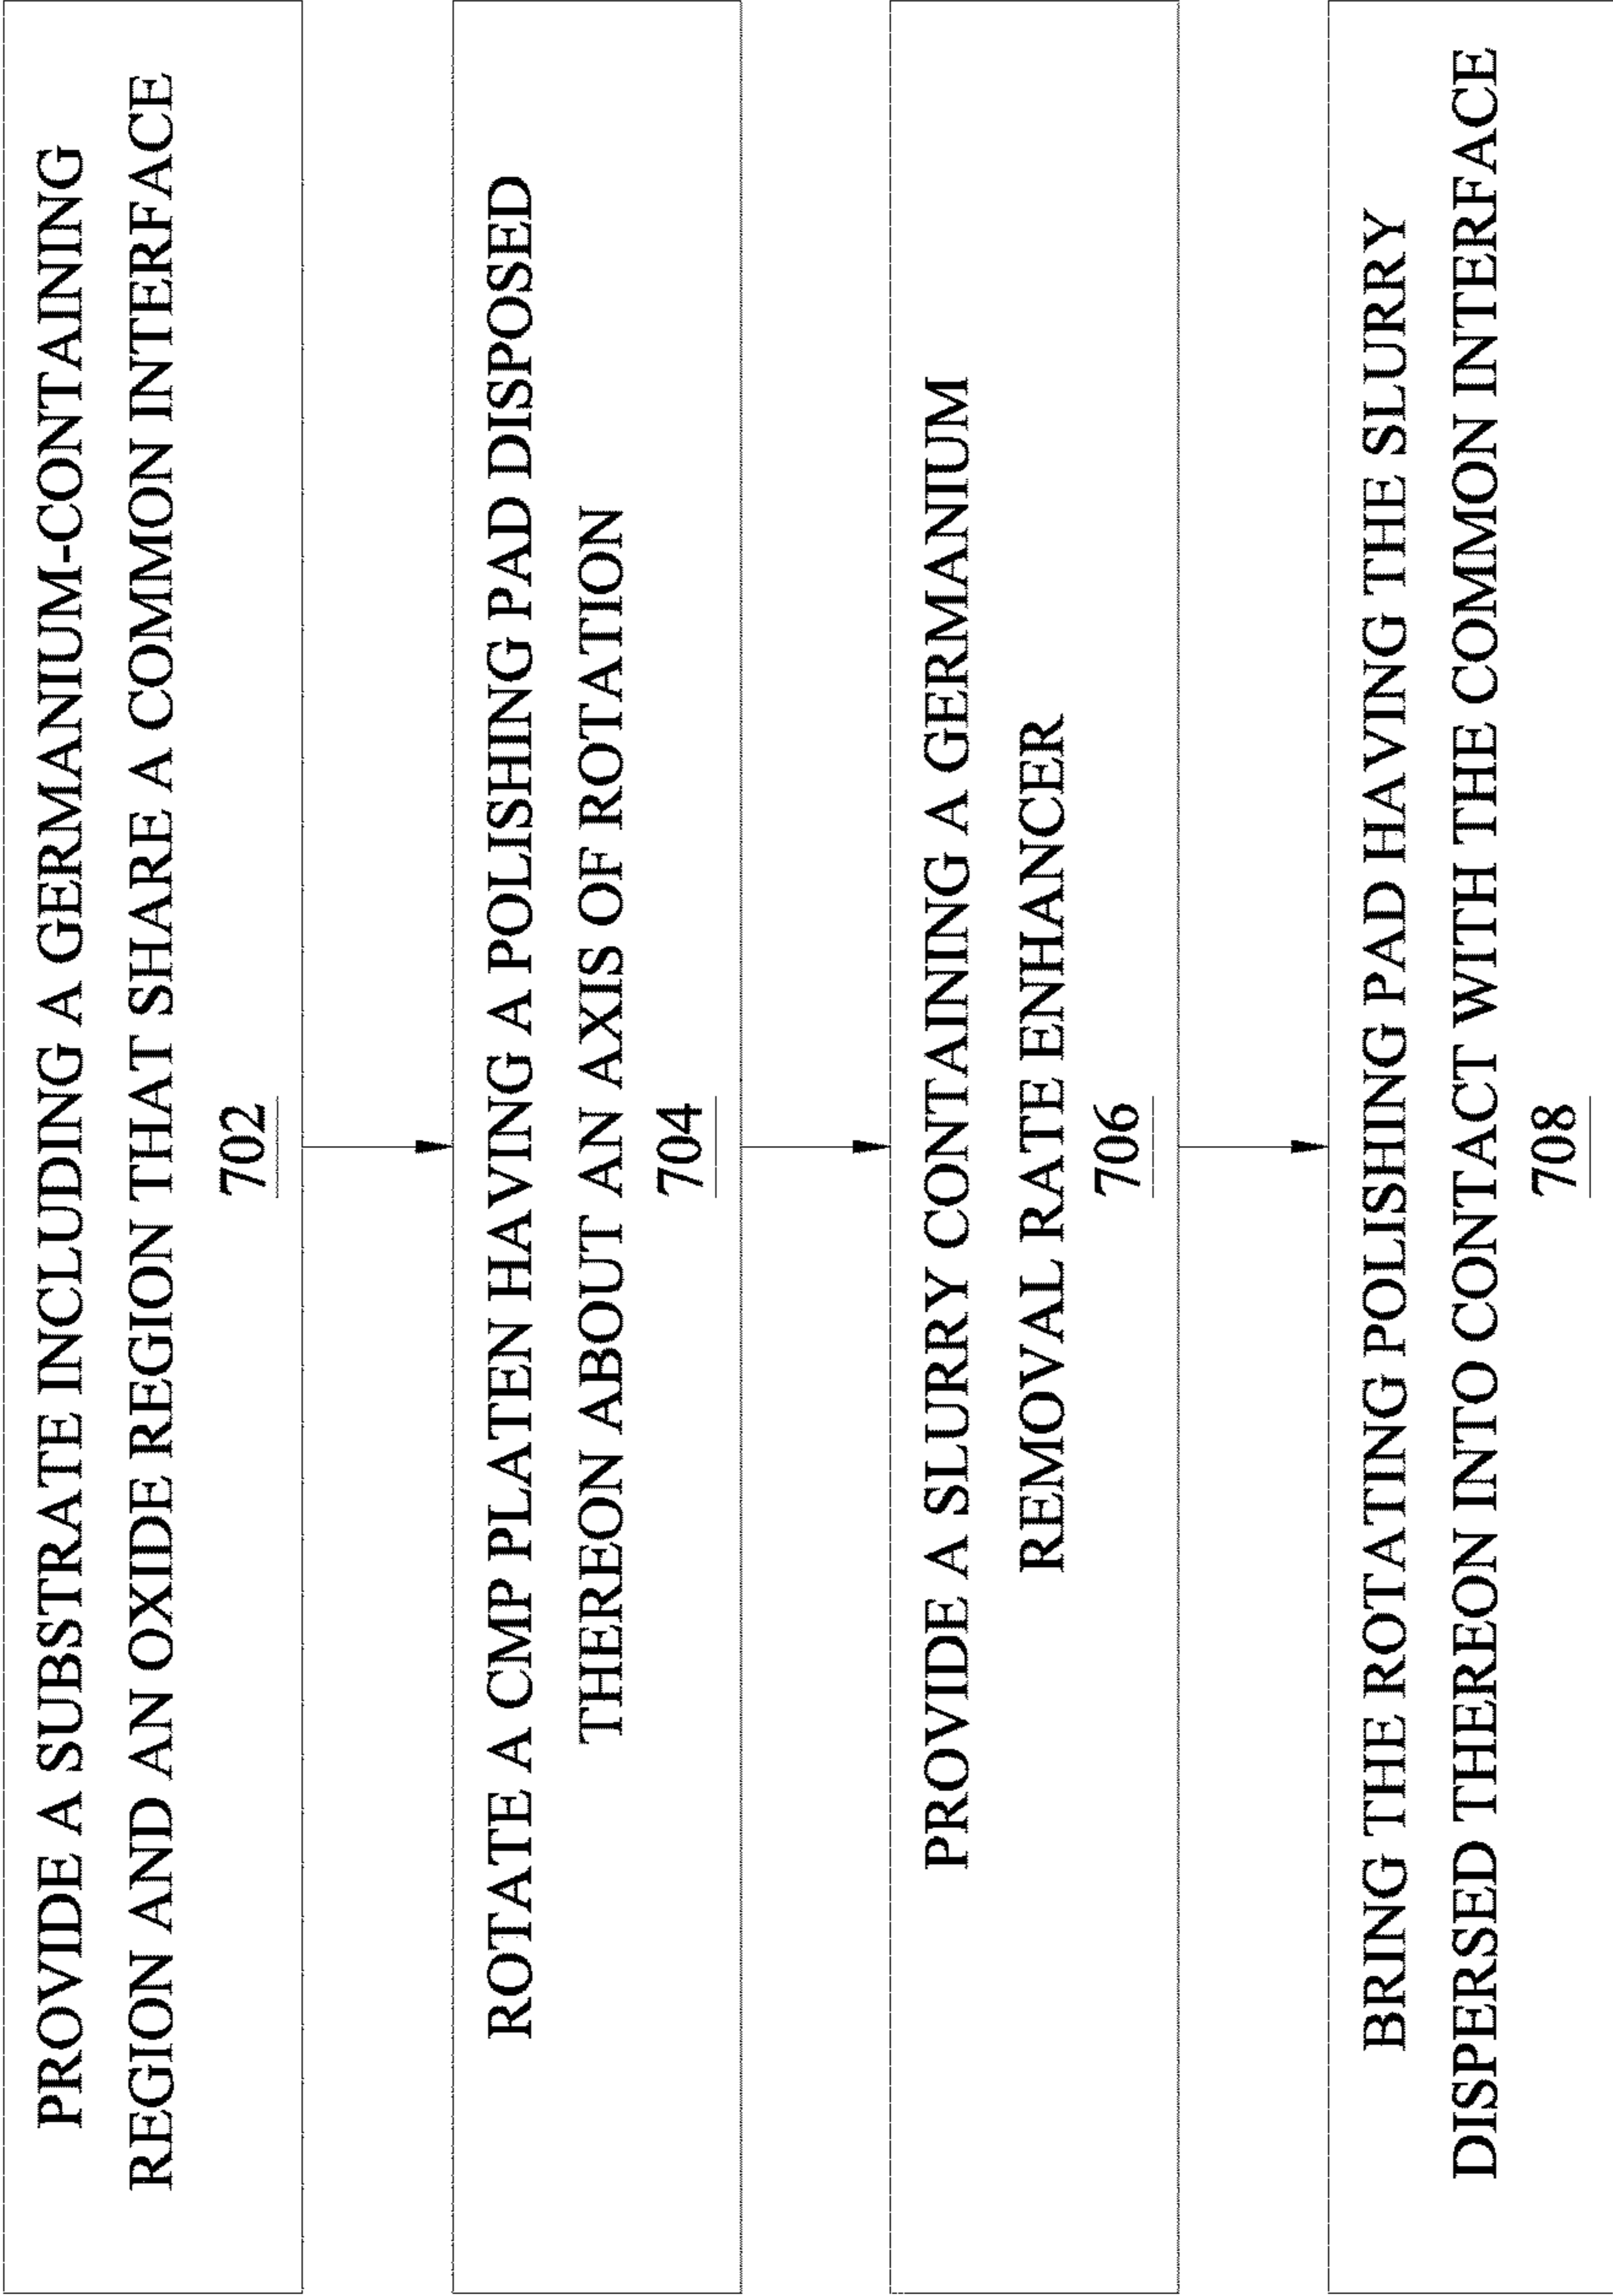 PROVIDE A SUBSTRATE INCLUDING A GERMANIUM-CONTAINING
REGION AND AN OXIDE REGION THAT SHARE A COMMON INTERFACE
702
ROTATE A CMP PLATEN HAVING A POLISHING PAD DISPOSED
THEREON ABOUT AN AXIS OF ROTATION
704
PROVIDE A SLURRY CONTAINING A GERMANIUM
REMOVAL RATE ENHANCER
706
BRING THE ROTATING POLISHING PAD HAVING THE SLURRY
DISPERSED THEREON INTO CONTACT WITH THE COMMON INTERFACE
708